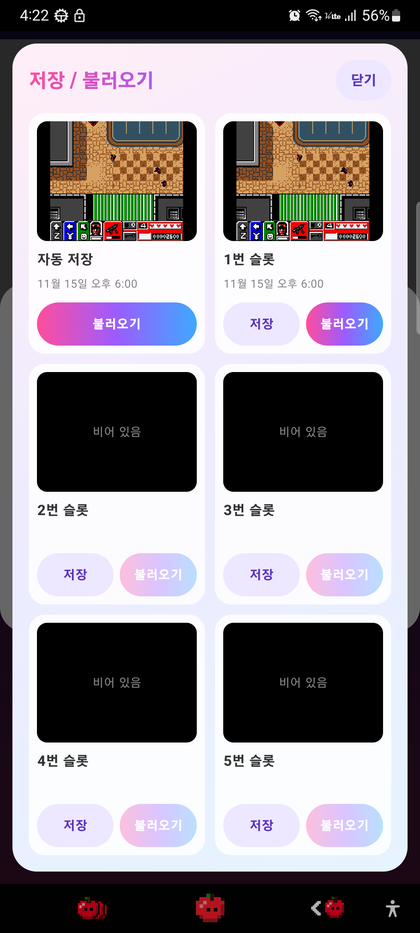 4:22
56%
저장 / 불러오기
닫기
자동 저장
11월 15일 오후 6:00
불러오기
1번 슬롯
11월 15일 오후 6:00
저장
불러오기
비어 있음
2번 슬롯
저장
불러오기
비어 있음
3번 슬롯
저장
불러오기
비어 있음
4번 슬롯
저장
불러오기
비어 있음
5번 슬롯
저장
불러오기